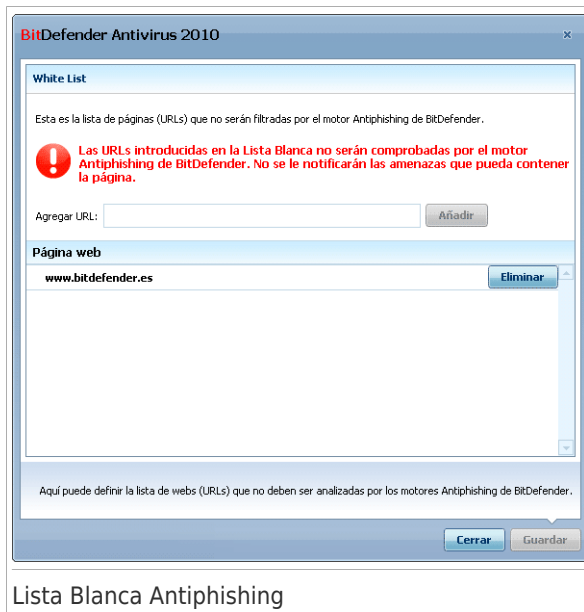 BitDefender Antivirus 2010
White List
Esta es la lista de páginas (URLs) que no serán filtradas por el motor Antiphishing de BitDefender.
Las URLs introducidas en la Lista Blanca no serán comprobadas por el motor
Antiphishing de BitDefender. No se le notificarán las amenazas que pueda contener
la página.
Agregar URL:
Añadir
Página web
www.bitdefender.es
Eliminar
Aquí puede definir la lista de webs (URLs) que no deben ser analizadas por los motores Antiphishing de BitDefender.
Cerrar
Guardar
Lista Blanca Antiphishing